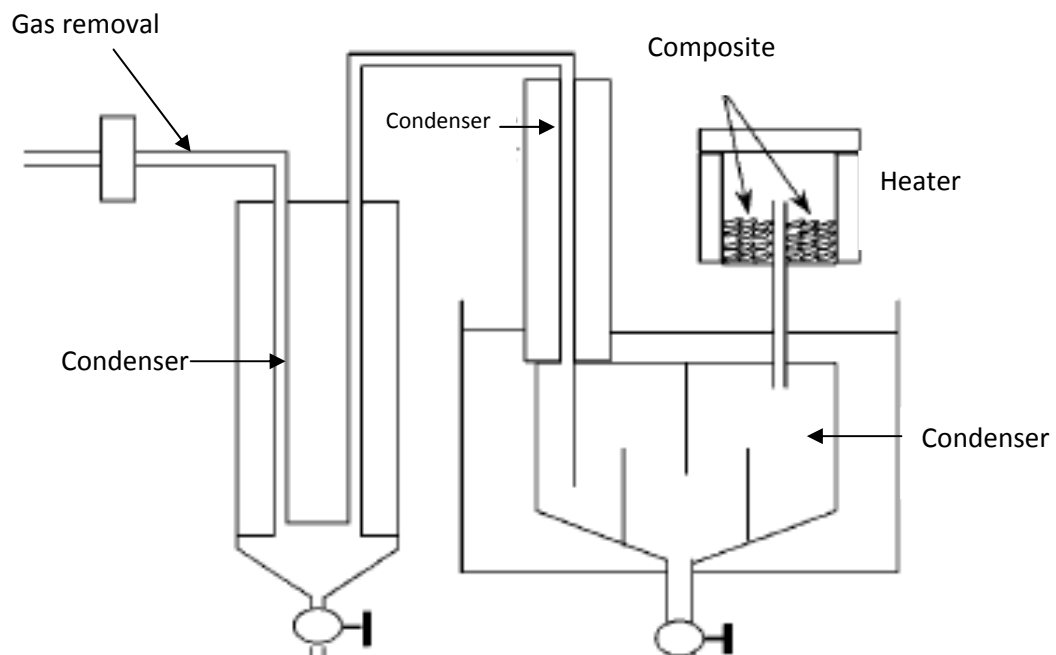 Gas removal
Composite
Condenser
Heater
Condenser
Condenser